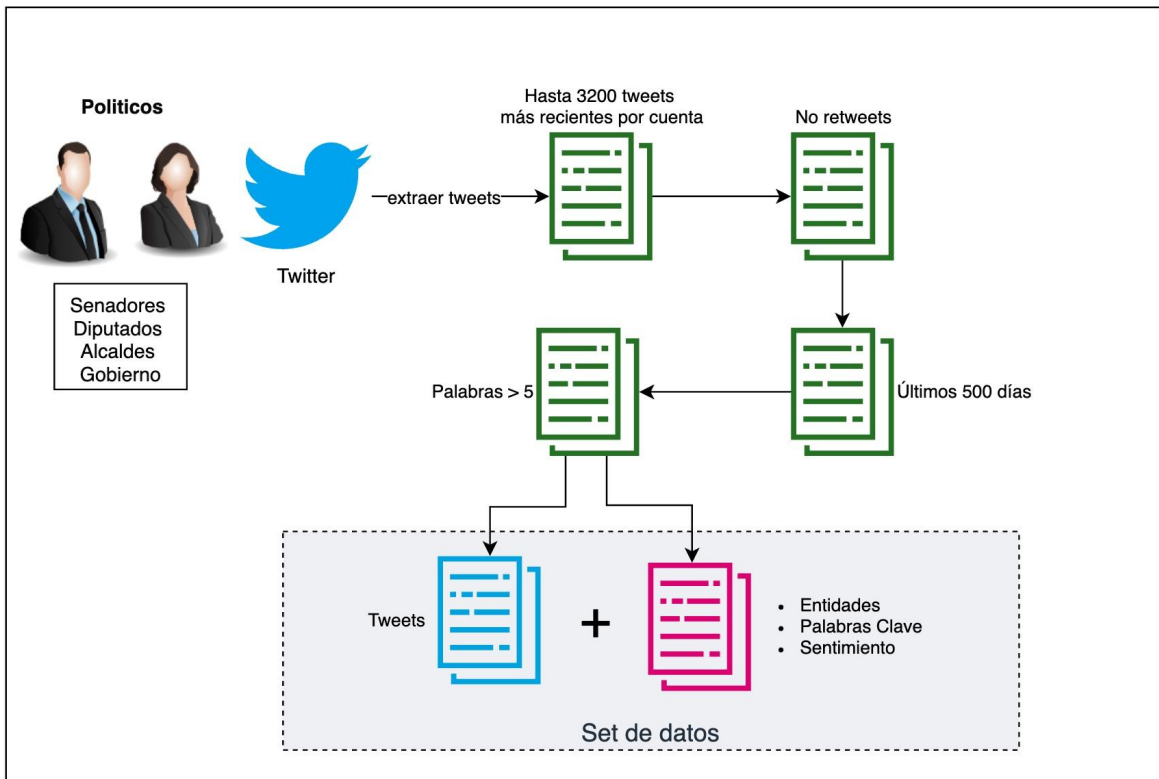 Politicos
Twitter
Senadores
Diputados
Alcaldes
Gobierno
extraer tweets
Hasta 3200 tweets
más recientes por cuenta
No retweets
Últimos 500 días
Palabras > 5
Tweets
+
• Entidades
• Palabras Clave
• Sentimiento
Set de datos